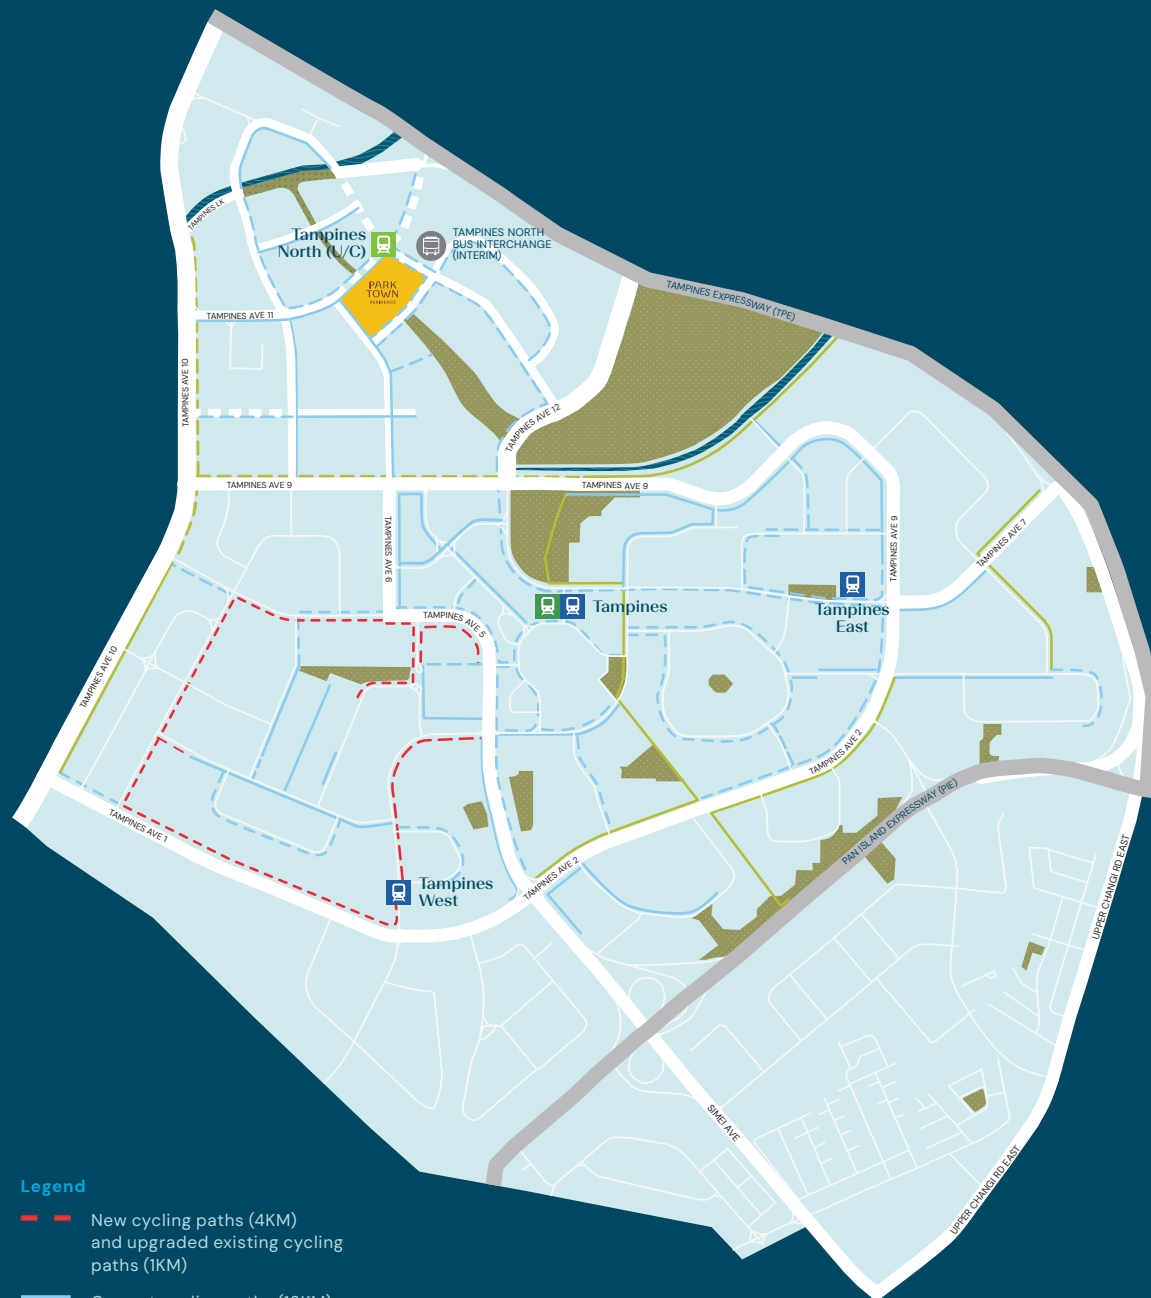 TAMPINES LK
Tampines
North (U/C)
TAMPINES NORTH
BUS INTERCHANGE
(INTERIM)
PARK
TOWN
RESIDENCE
TAMPINES EXPRESSWAY (TPE)
TAMPINES AVE 11
TAMPINES AVE 10
TAMPINES AVE 12
TAMPINES AVE 9
TAMPINES AVE 9
TAMPINES AVE 6
TAMPINES AVE 9
TAMPINES AVE 7
Tampines
Tampines
East
TAMPINES AVE 5
TAMPINES AVE 10
TAMPINES AVE 2
PAN ISLAND EXPRESSWAY (PIE)
TAMPINES AVE 1
TAMPINES AVE 2
Tampines
West
UPPER CHANGI RD EAST
SIMEI AVE
UPPER CHANGI RD EAST
Legend
New cycling paths (4KM)
and upgraded existing cycling
paths (1KM)